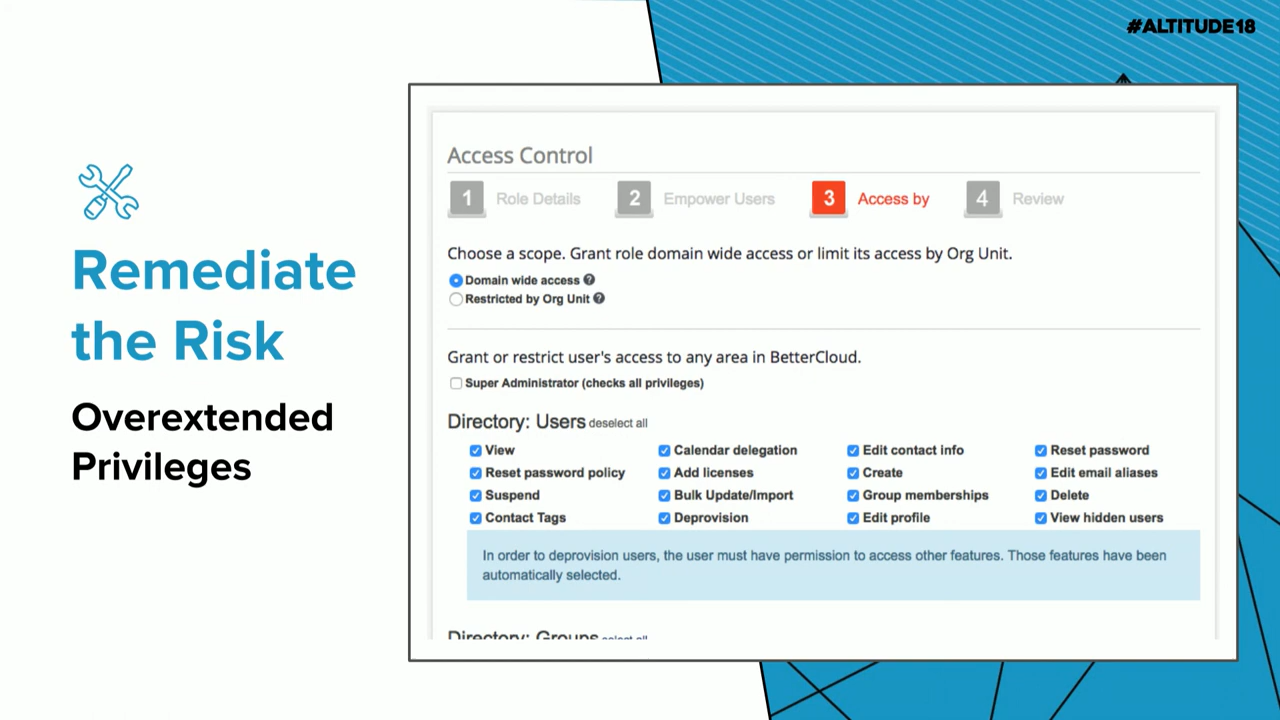 #ALTITUDE18
Remediate
the Risk
Overextended
Privileges
Access Control
1 Role Details 2 Empower Users 3 Access by 4 Review
Choose a scope. Grant role domain wide access or limit its access by Org Unit.
Domain wide access ?
Restricted by Org Unit ?
Grant or restrict user's access to any area in BetterCloud.
Super Administrator (checks all privileges)
Directory: Users deselect all
View Calendar delegation Edit contact info Reset password
Reset password policy Add licenses Create Edit email aliases
Suspend Bulk Update/Import Group memberships Delete
Contact Tags Deprovision Edit profile View hidden users
In order to deprovision users, the user must have permission to access other features. Those features have been
automatically selected.
Directory: Groups select all